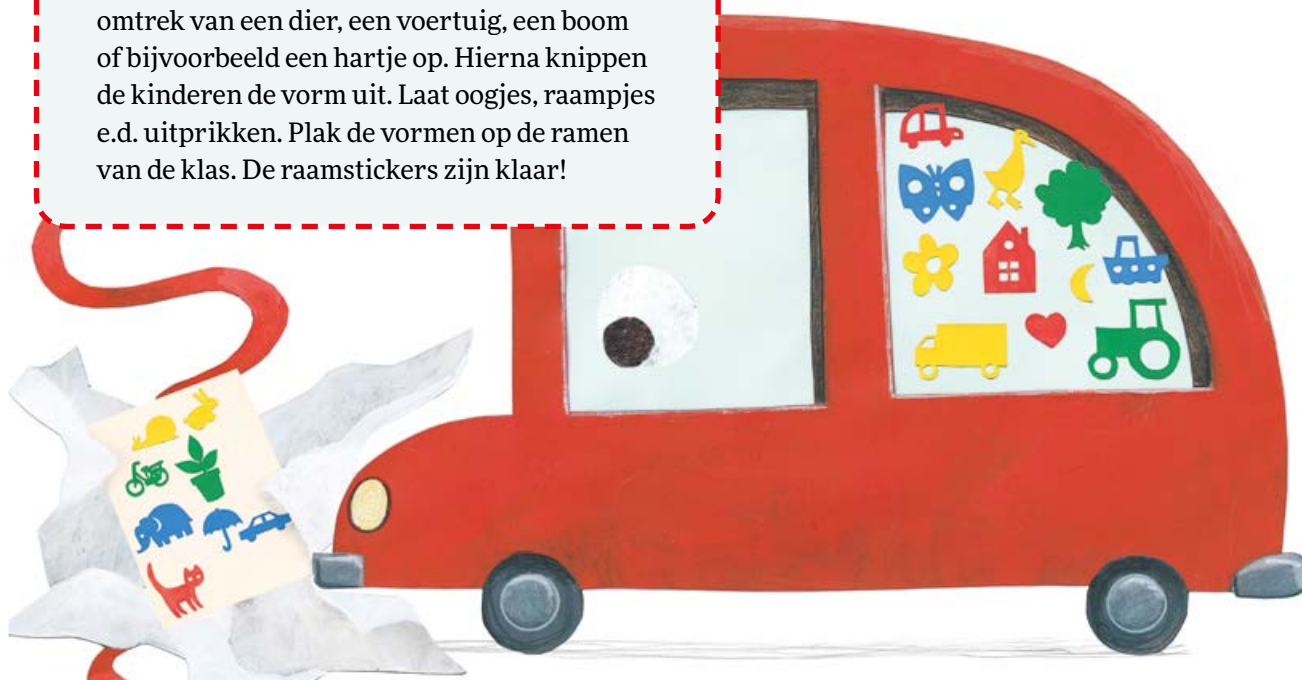 omtrek van een dier, een voertuig, een boom
of bijvoorbeeld een hartje op. Hierna knippen
de kinderen de vorm uit. Laat oogjes, raampjes
e.d. uitprikken. Plak de vormen op de ramen
van de klas. De raamstickers zijn klaar!